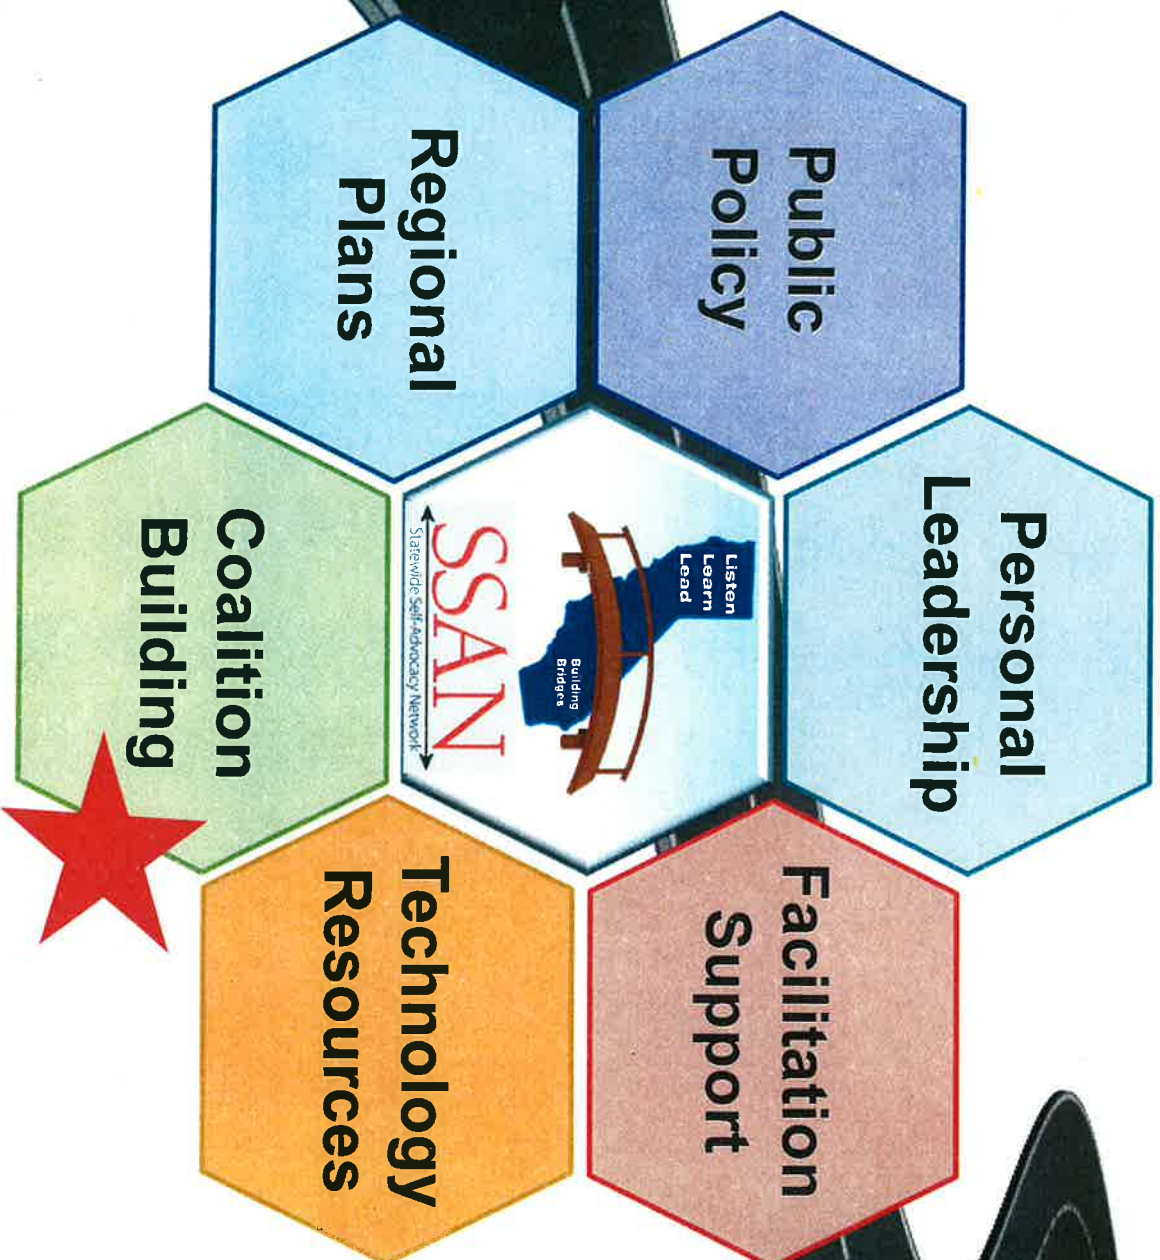 Personal
Leadership
Public
Policy
Facilitation
Support
Listen
Learn
Lead
Building
Bridges
SSAN
Statewide Self-Advocacy Network
Regional
Plans
Technology
Resources
Coalition
Building